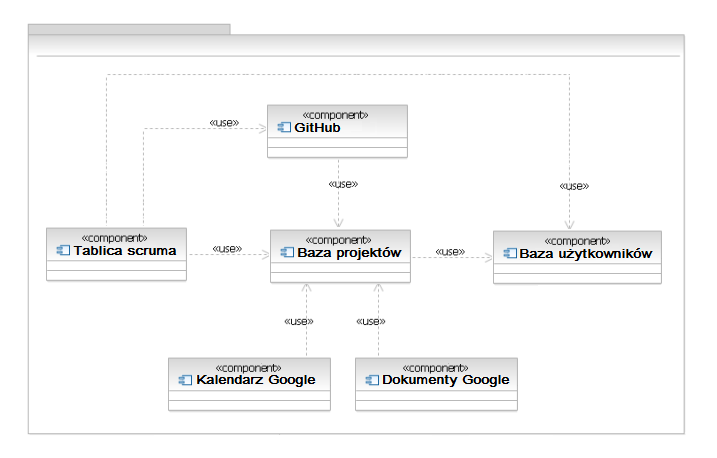 «component»
GitHub
«use»
«use»
«use»
«component»
Tablica scruma
«use»
«component»
Baza projektów
«use»
«component»
Baza użytkowników
«use»
«use»
«component»
Kalendarz Google
«component»
Dokumenty Google